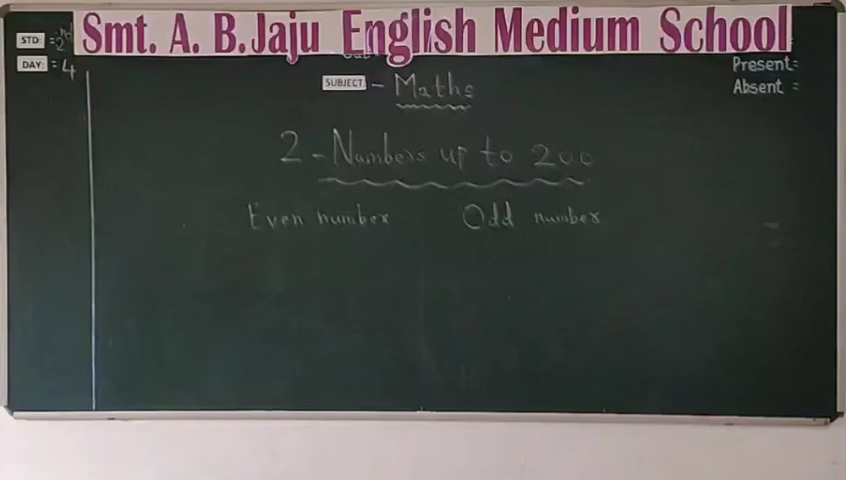 Smt. A. B. Jaju English Medium School
STD: = 2nd
DAY: = 4
Present=
Absent =
SUBJECT - Maths
2 - Numbers up to 200
Even number Odd number